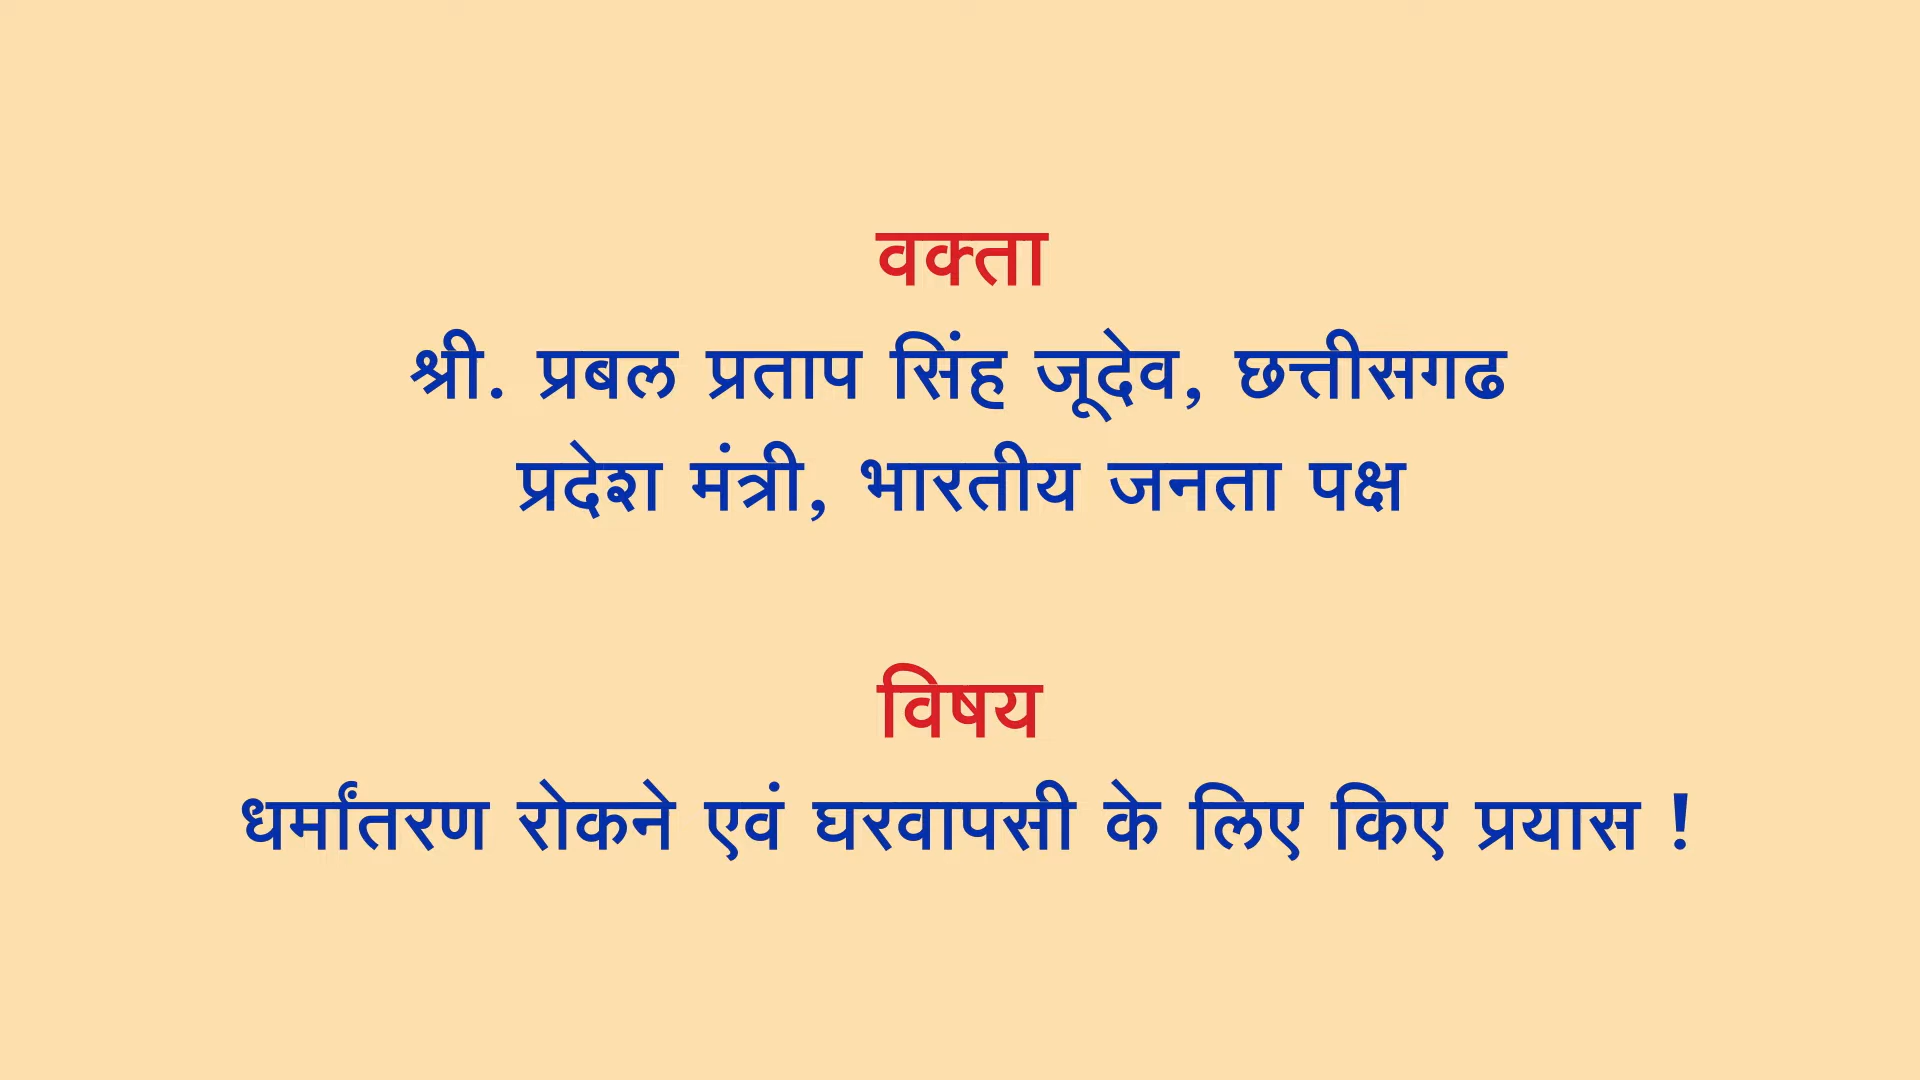 वक्ता
श्री. प्रबल प्रताप सिंह जूदेव, छत्तीसगढ
प्रदेश मंत्री, भारतीय जनता पक्ष
विषय
धर्मांतरण रोकने एवं घरवापसी के लिए किए प्रयास !